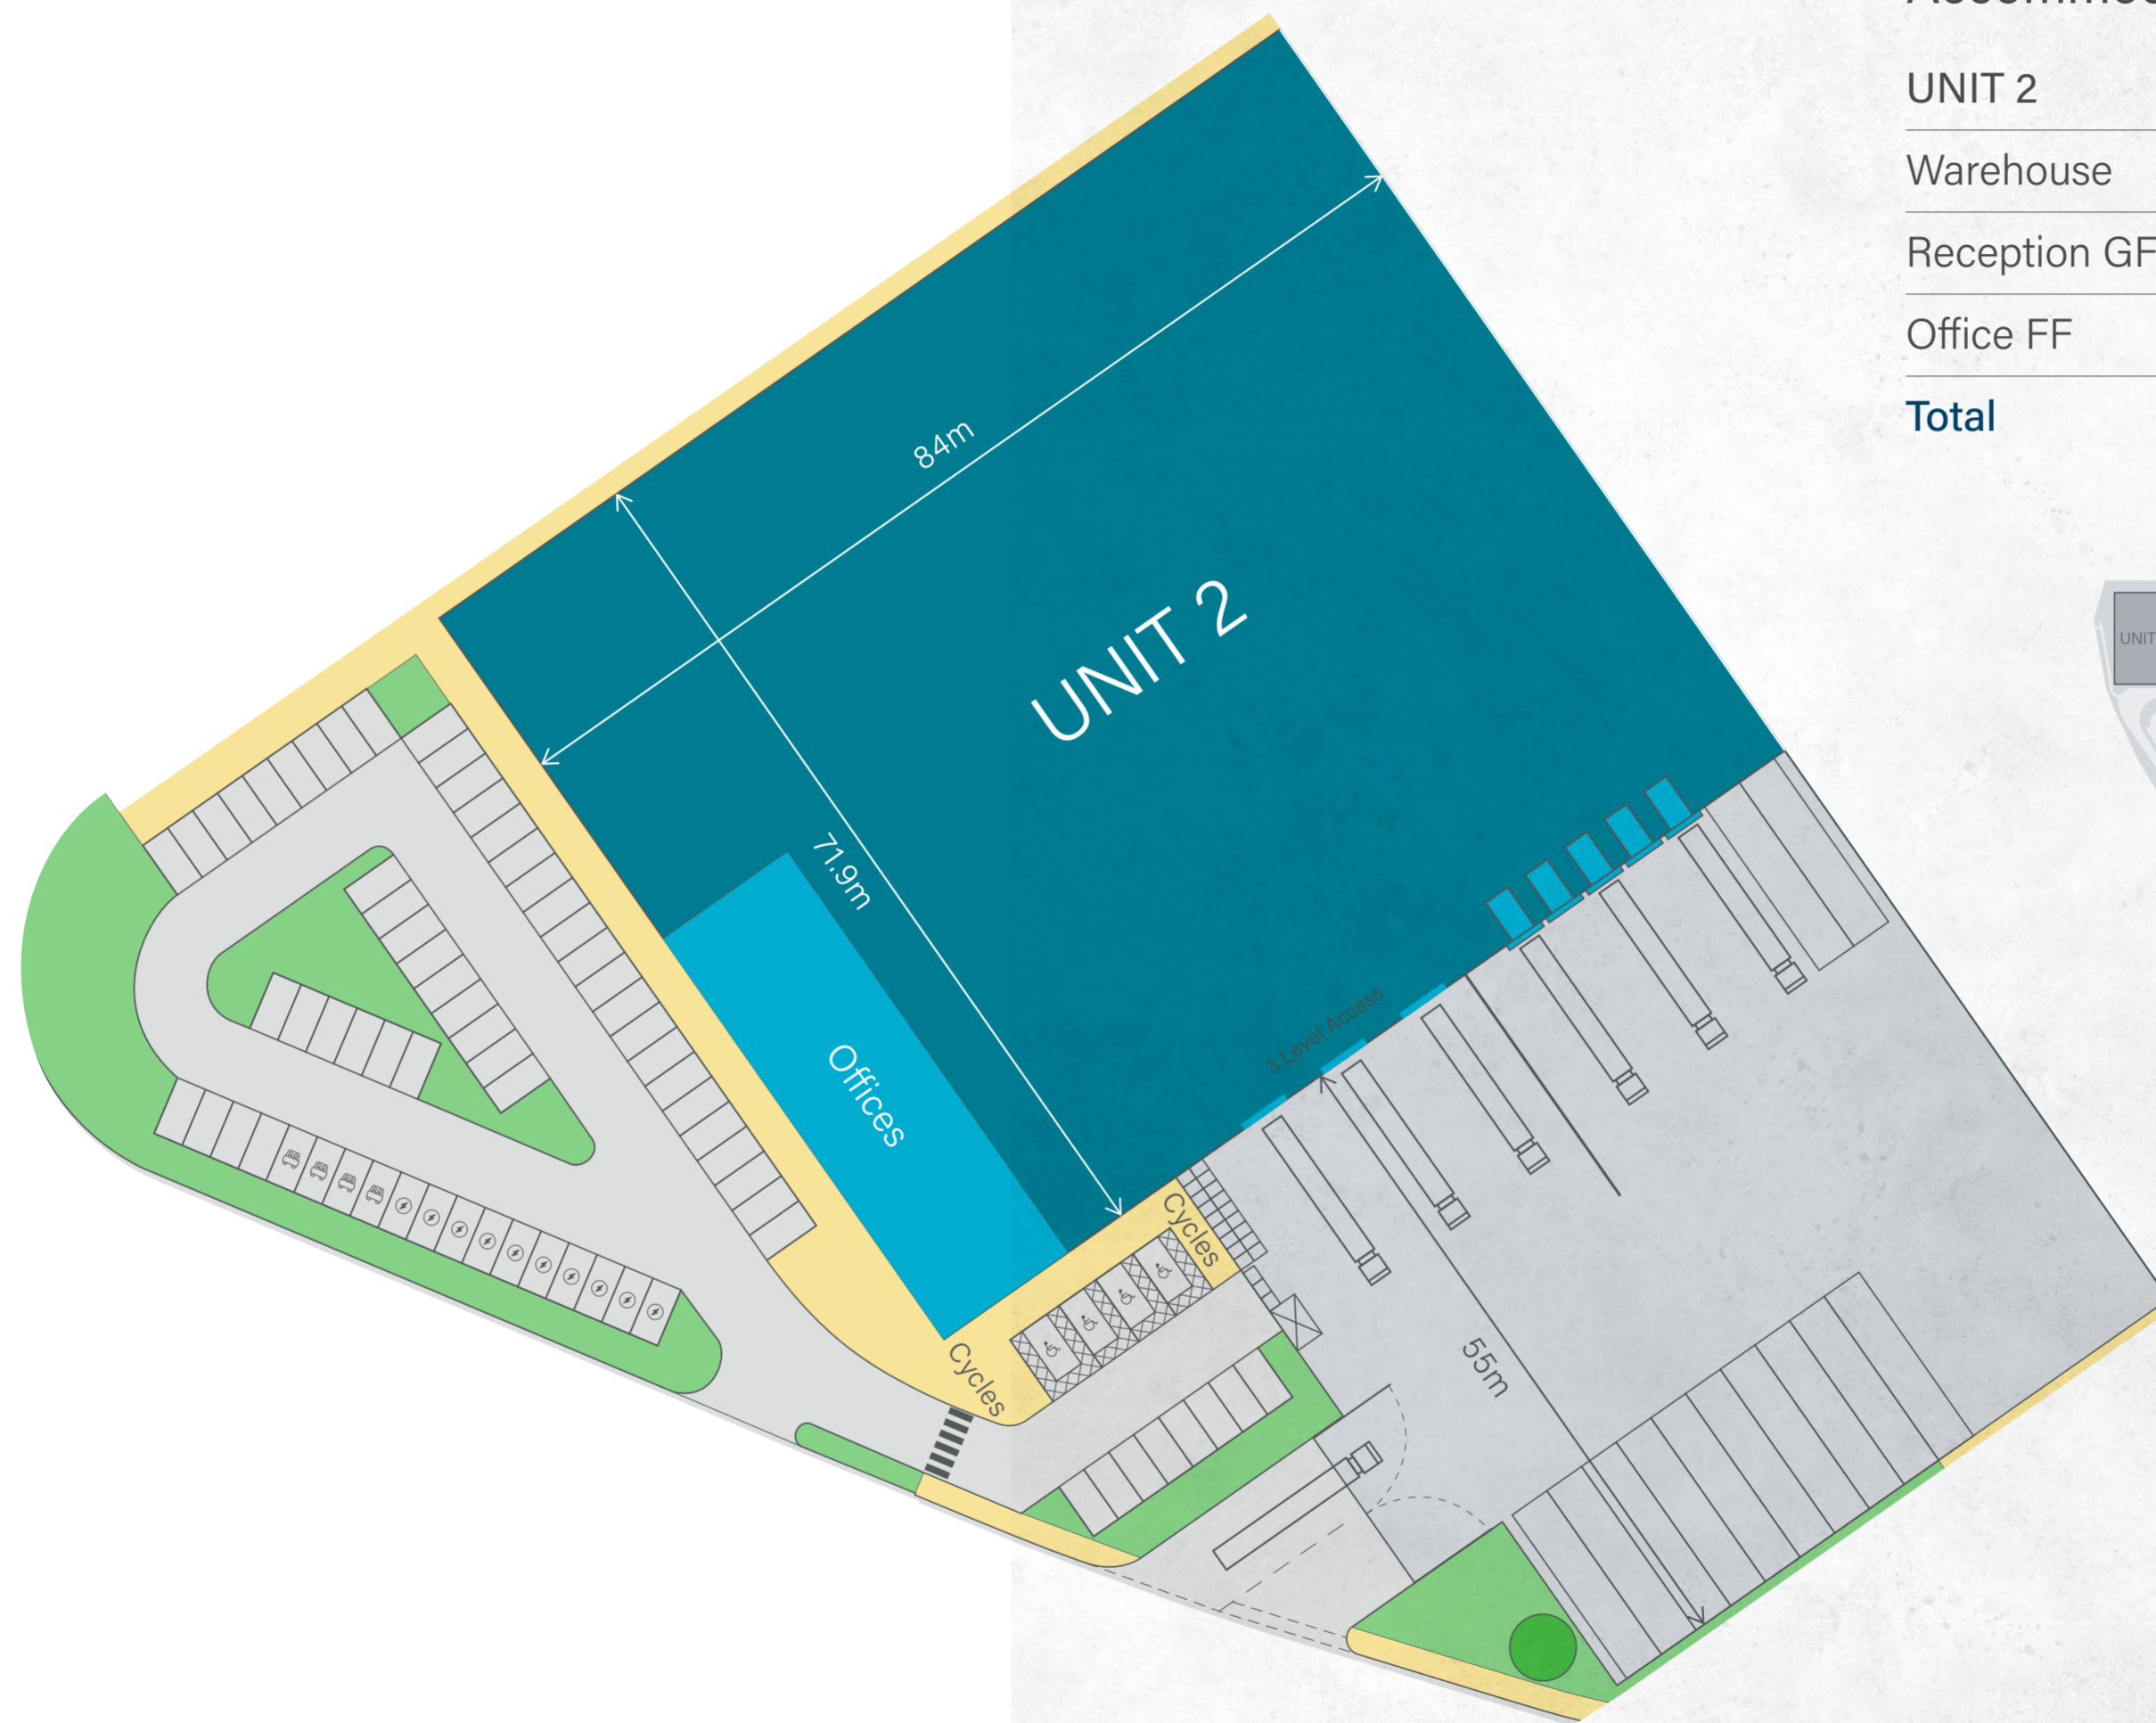 UNIT 2
Warehouse
Reception GF
Office FF
Total
84m
UNIT 2
71.9m
Offices
3 Level Access
Cycles
Cycles
55m
UNIT